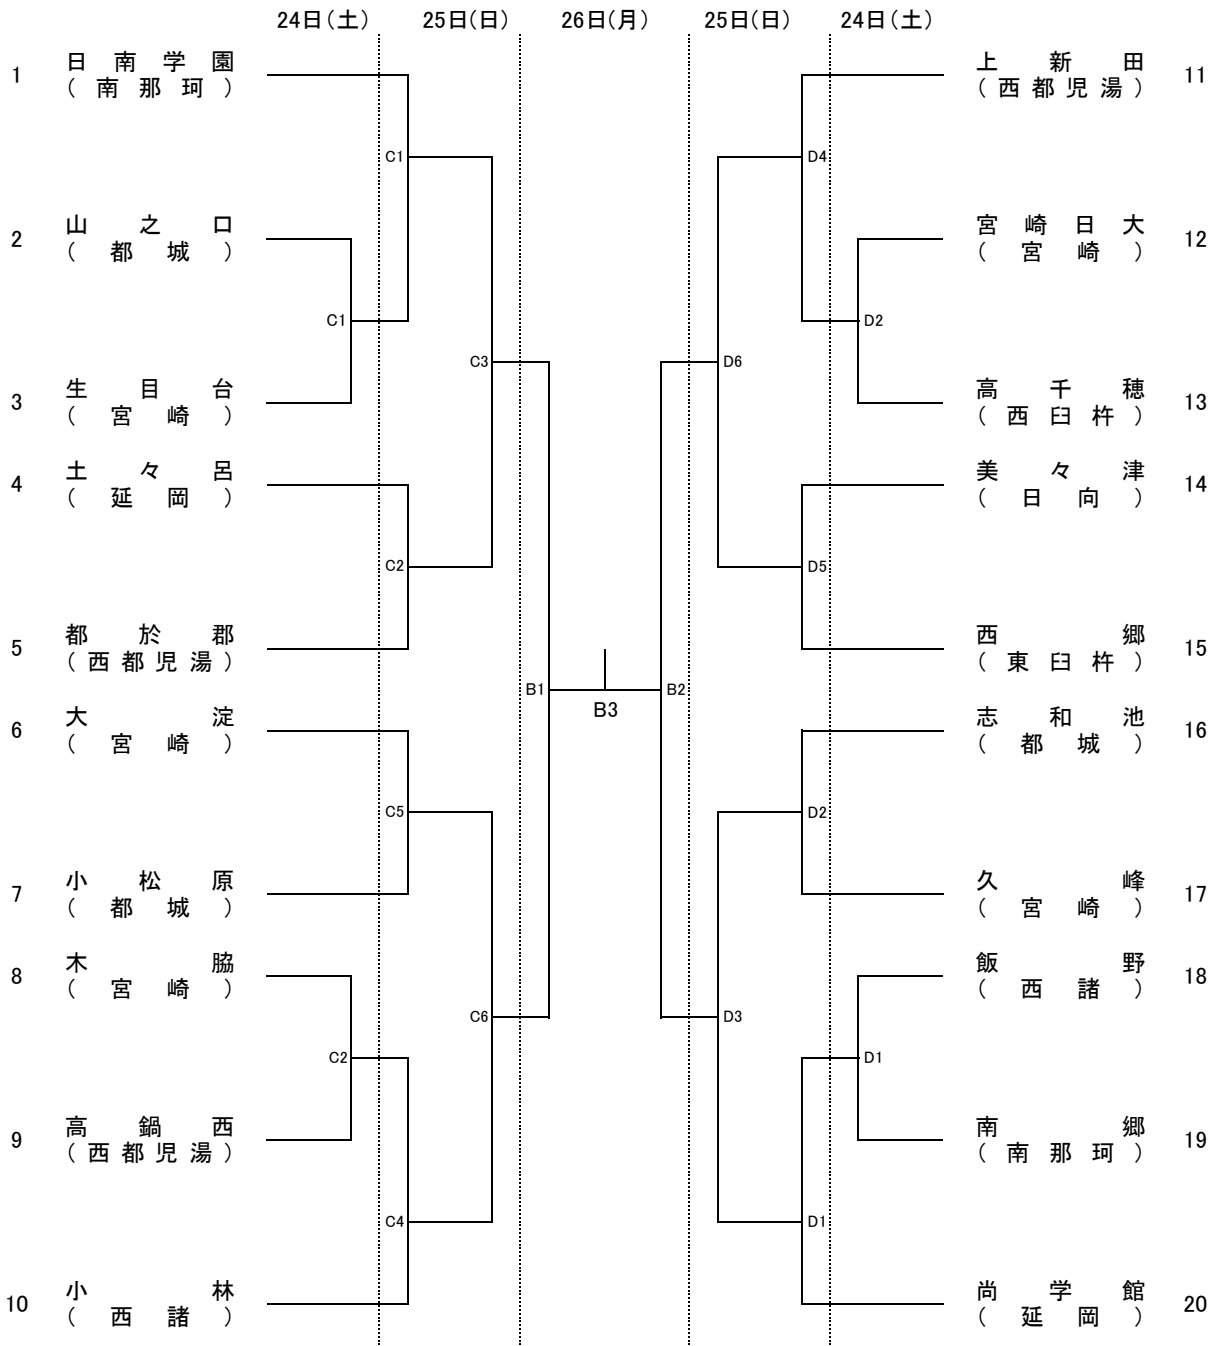 24日(土) 25日(日) 26日(月) 25日(日) 24日(土)
1 日南学園
(南那珂)
2 山之口
(都城)
3 生目台
(宮崎)
4 土々呂
(延岡)
5 都於郡
(西都児湯)
6 大淀
(宮崎)
7 小松原
(都城)
8 木脇
(宮崎)
9 高鍋西
(西都児湯)
10 小林
(西諸)
C1
C1
C3
C2
B1
C5
C6
C2
C4
B3
D4
D2
D6
D5
B2
D2
D3
D1
D1
上新田 11
(西都児湯)
宮崎日大 12
(宮崎)
高千穂 13
(西臼杵)
美々津 14
(日向)
西郷 15
(東臼杵)
志和池 16
(都城)
久峰 17
(宮崎)
飯野 18
(西諸)
南郷 19
(南那珂)
尚学館 20
(延岡)